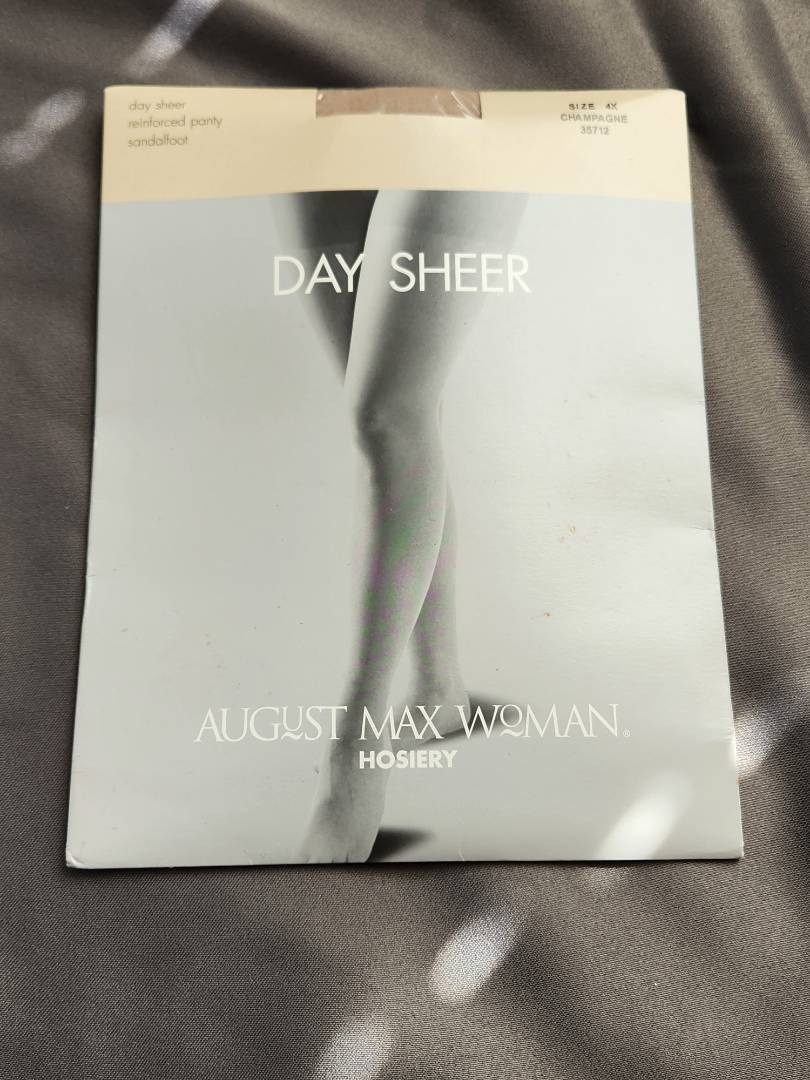 day sheer
reinforced panty
sandalfoot
SIZE 4X
CHAMPAGNE
35712
DAY SHEER
AUGUST MAX WOMAN®
HOSIERY